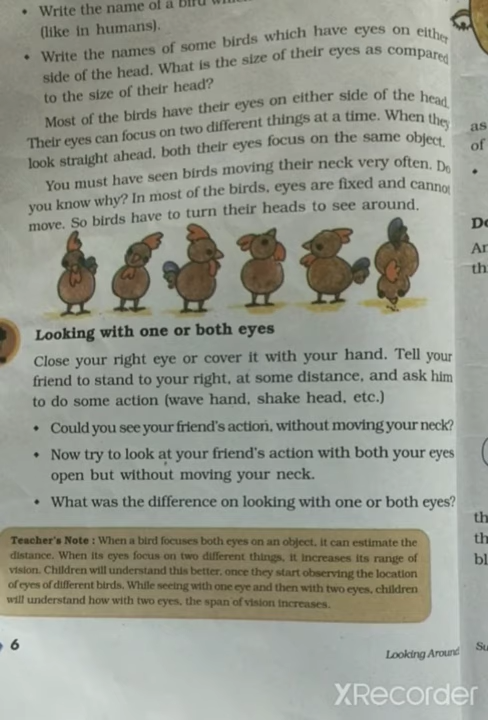 • Write the name of a bird
(like in humans).
• Write the names of some birds which have eyes on either
side of the head. What is the size of their eyes as compared
to the size of their head?
Most of the birds have their eyes on either side of the head.
Their eyes can focus on two different things at a time. When they
look straight ahead, both their eyes focus on the same object.
You must have seen birds moving their neck very often. Do
you know why? In most of the birds, eyes are fixed and cannot
move. So birds have to turn their heads to see around.
Looking with one or both eyes
Close your right eye or cover it with your hand. Tell your
friend to stand to your right, at some distance, and ask him
to do some action (wave hand, shake head, etc.)
• Could you see your friend's action, without moving your neck?
• Now try to look at your friend's action with both your eyes
open but without moving your neck.
• What was the difference on looking with one or both eyes?
Teacher's Note : When a bird focuses both eyes on an object, it can estimate the
distance. When its eyes focus on two different things, it increases its range of
vision. Children will understand this better, once they start observing the location
of eyes of different birds. While seeing with one eye and then with two eyes, children
will understand how with two eyes, the span of vision increases.
6
Looking Around
as
of
•
De
Ar
th
th
th
bl
Su
XRecorder